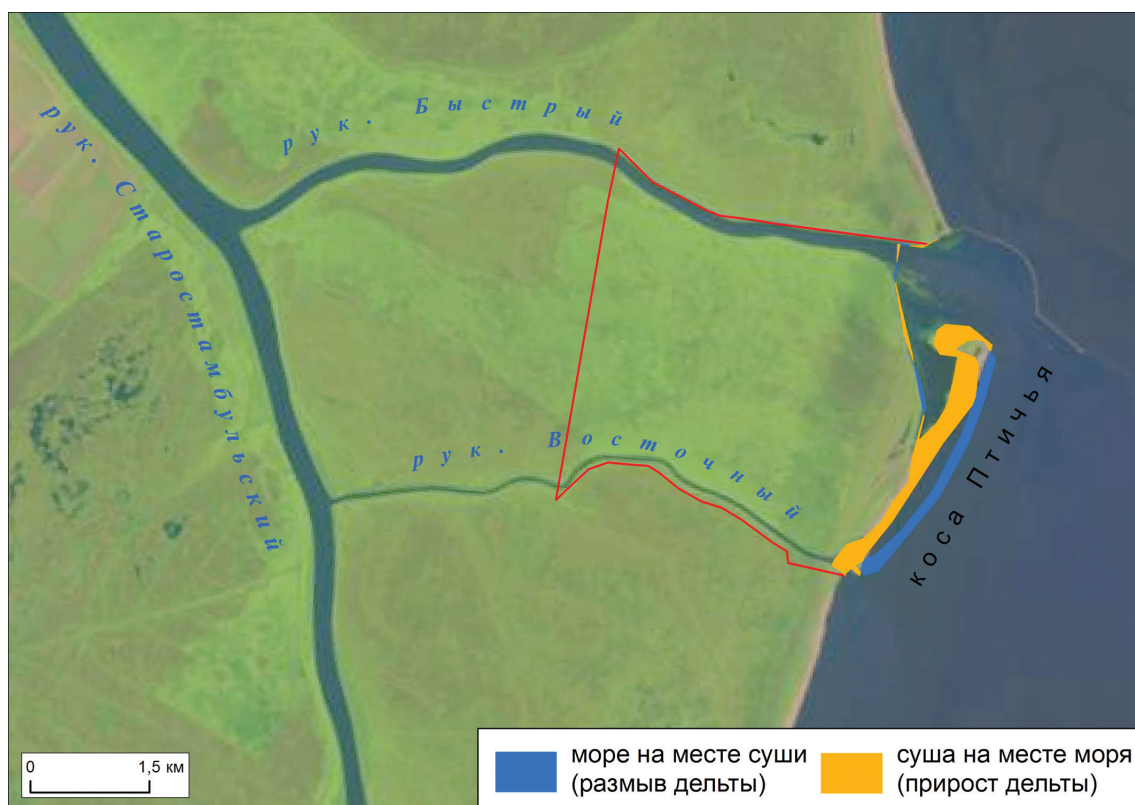 рук. Быстрый
рук. Старостамбульский
рук. Восточный
коса Птичья
0 1,5 км
море на месте суши
(размыв дельты)
суша на месте моря
(прирост дельты)